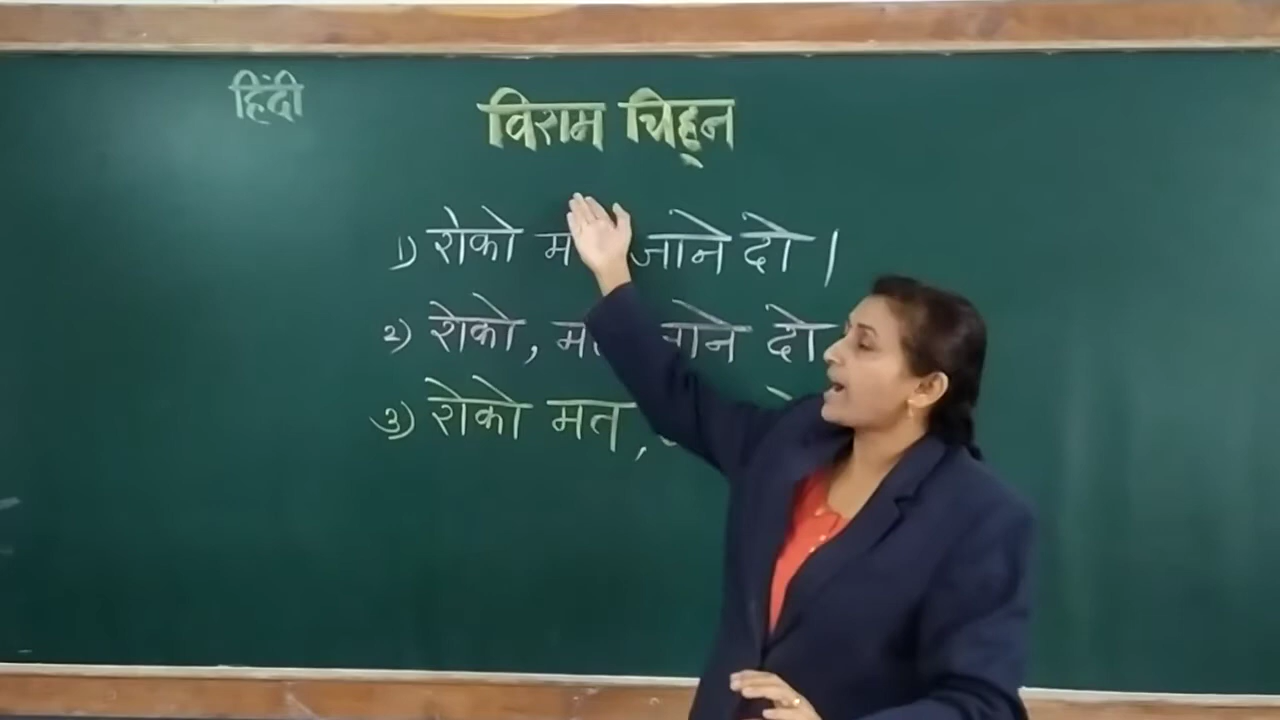 हिंदी
विराम चिह्न
1) रोको जाने दो ।
2) रोको, दो
3) रोको मत,